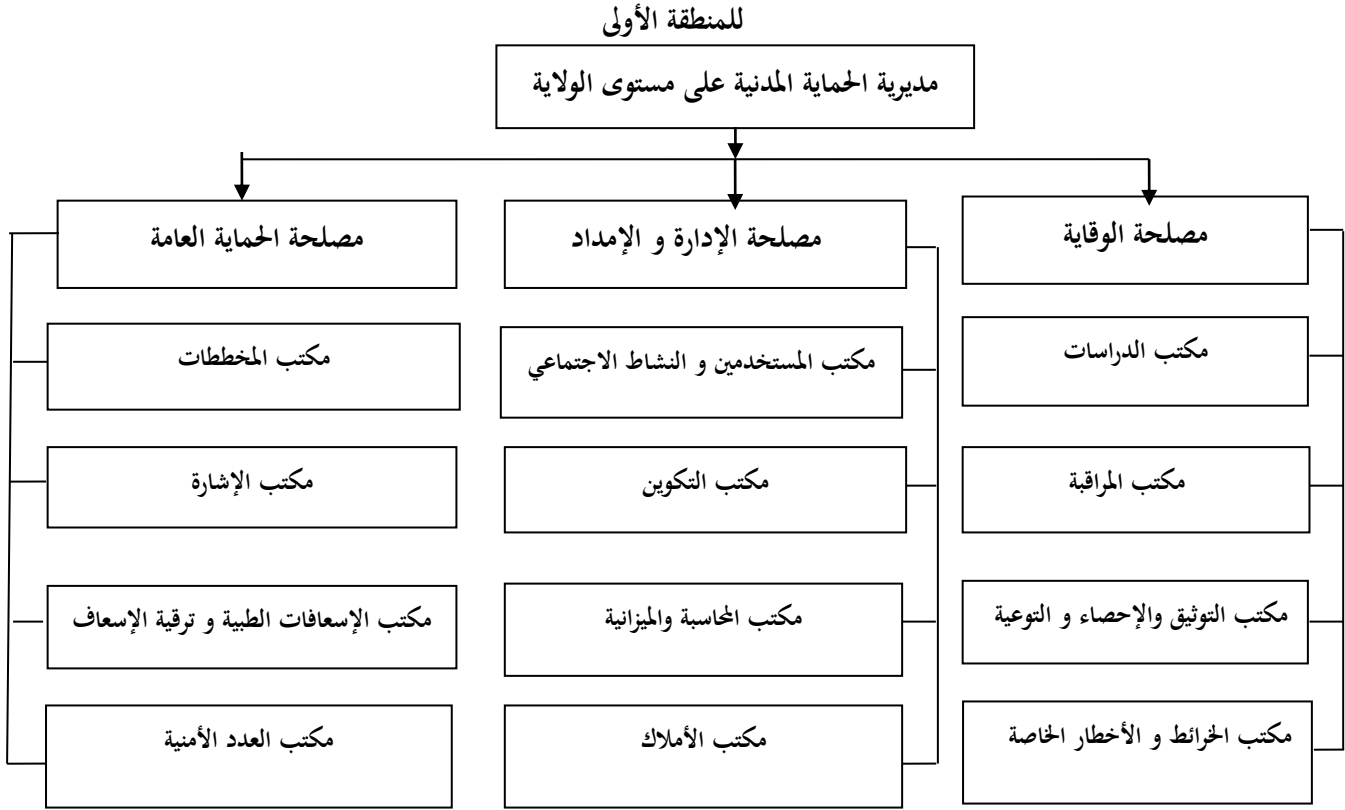 للمنطقة الأولى
مديرية الحماية المدنية على مستوى الولاية
مصلحة الوقاية
مصلحة الإدارة و الإمداد
مصلحة الحماية العامة
مكتب الدراسات
مكتب المستخدمين و النشاط الاجتماعي
مكتب المخططات
مكتب المراقبة
مكتب التكوين
مكتب الإشارة
مكتب التوثيق والإحصاء و التوعية
مكتب المحاسبة والميزانية
مكتب الإسعافات الطبية و ترقية الإسعاف
مكتب الخرائط و الأخطار الخاصة
مكتب الأملاك
مكتب العدد الأمنية